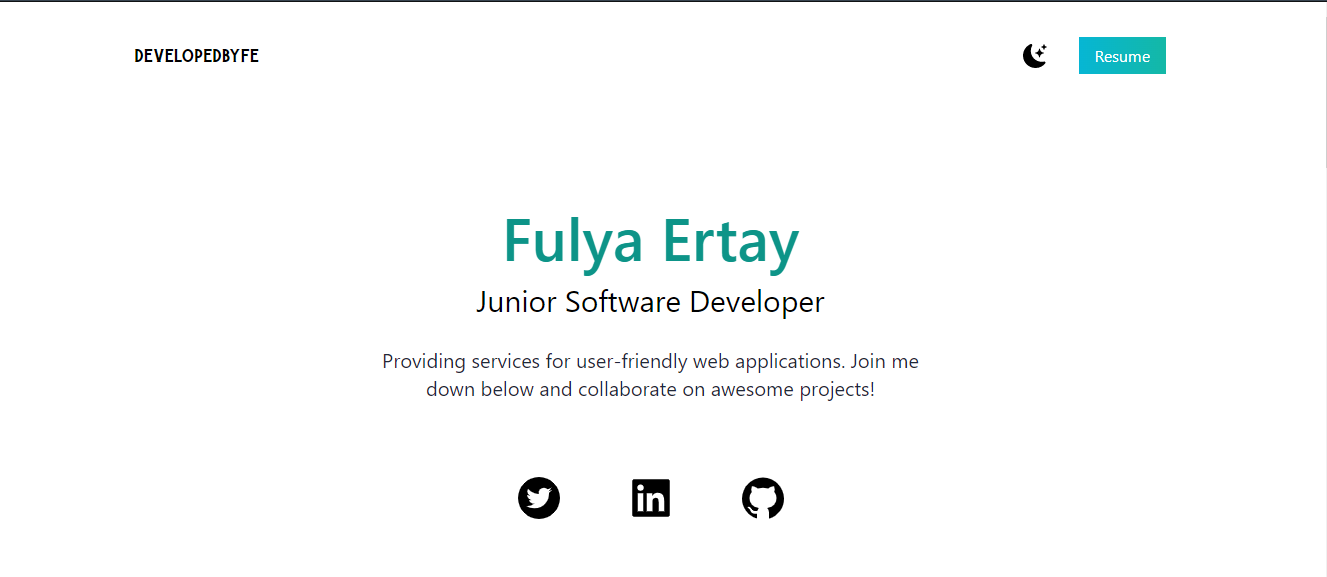 DEVELOPEDBYFE
Resume
Fulya Ertay
Junior Software Developer
Providing services for user-friendly web applications. Join me
down below and collaborate on awesome projects!
in